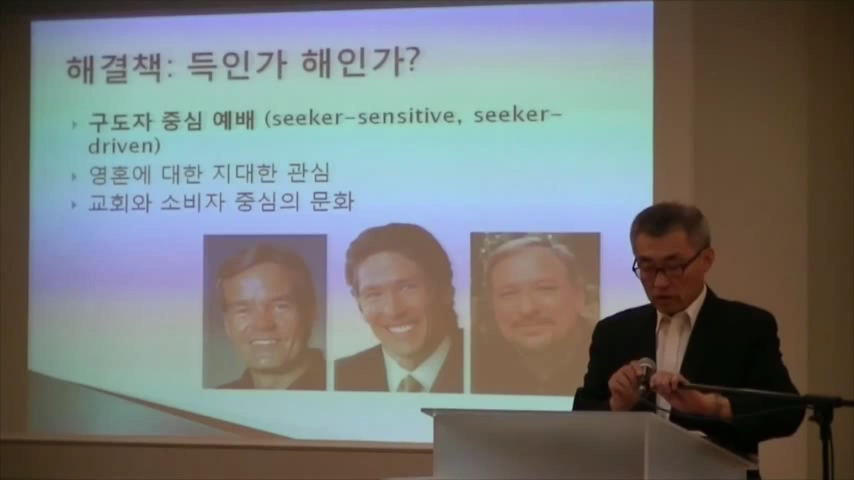 해결책: 득인가 해인가?
구도자 중심 예배 (seeker-sensitive, seeker-
driven)
영혼에 대한 지대한 관심
교회와 소비자 중심의 문화